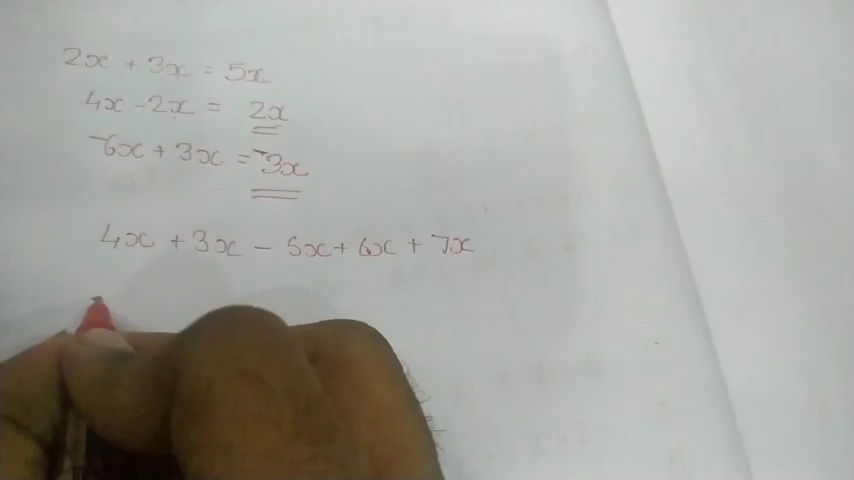 2x + 3x = 5x
4x - 2x = 2x
-6x + 3x = -3x
4x + 3x - 5x + 6x + 7x